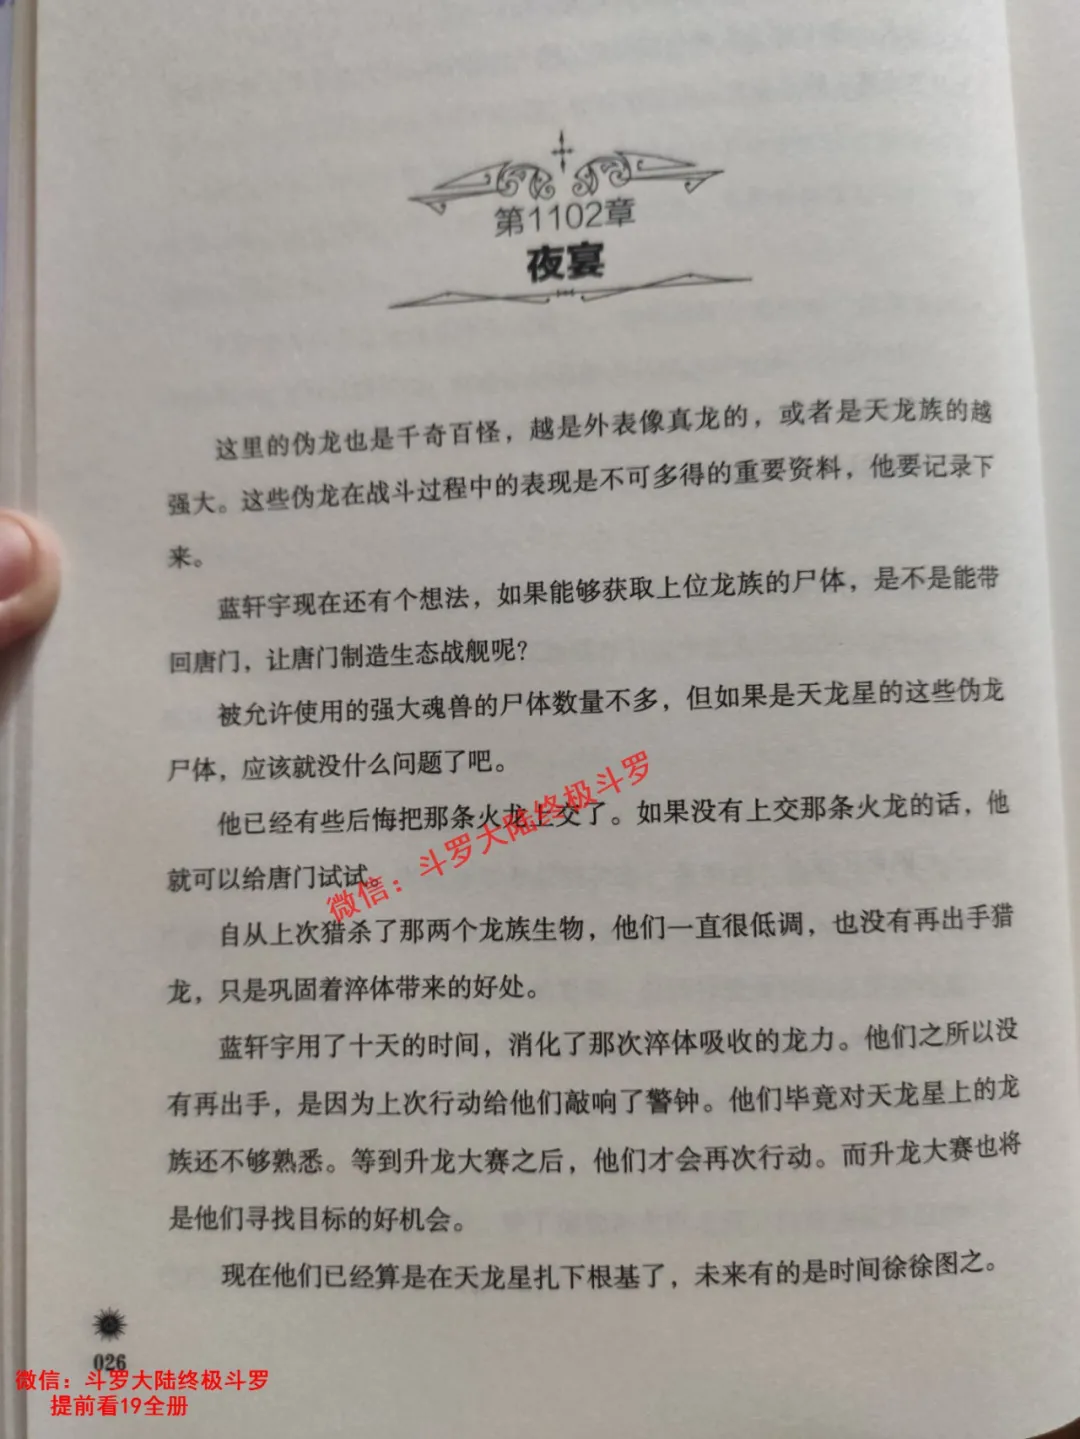 第1102章
夜宴
这里的伪龙也是千奇百怪，越是外表像真龙的，或者是天龙族的越
强大。这些伪龙在战斗过程中的表现是不可多得的重要资料，他要记录下
来。
蓝轩宇现在还有个想法，如果能够获取上位龙族的尸体，是不是能带
回唐门，让唐门制造生态战舰呢？
被允许使用的强大魂兽的尸体数量不多，但如果是天龙星的这些伪龙
尸体，应该就没什么问题了吧。
他已经有些后悔把那条火龙上交了。如果没有上交那条火龙的话，他
就可以给唐门试试。
微信：斗罗大陆终极斗罗
自从上次猎杀了那两个龙族生物，他们一直很低调，也没有再出手猎
龙，只是巩固着淬体带来的好处。
蓝轩宇用了十天的时间，消化了那次淬体吸收的龙力。他们之所以没
有再出手，是因为上次行动给他们敲响了警钟。他们毕竟对天龙星上的龙
族还不够熟悉。等到升龙大赛之后，他们才会再次行动。而升龙大赛也将
是他们寻找目标的好机会。
现在他们已经算是在天龙星扎下根基了，未来有的是时间徐徐图之。
026
微信：斗罗大陆终极斗罗
提前看19全册